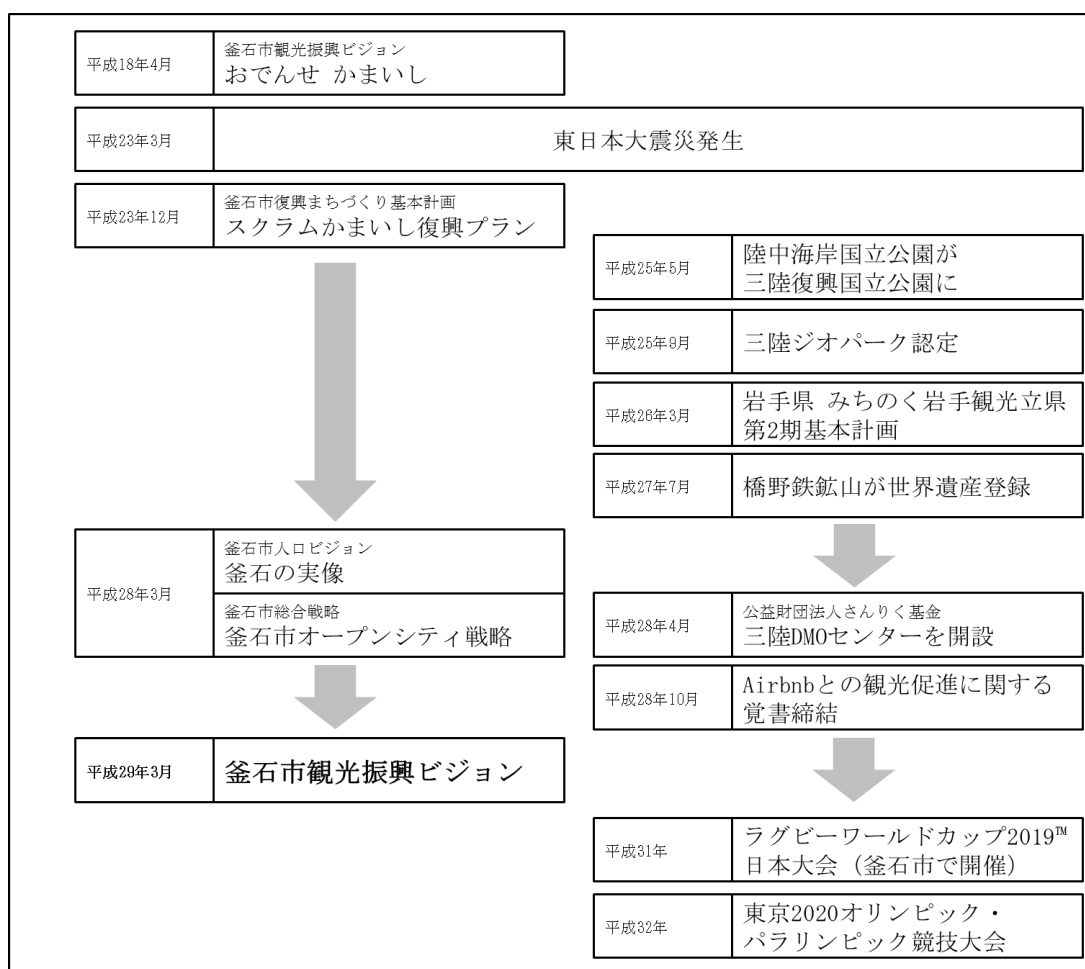 平成18年4月
釜石市観光振興ビジョン
おでんせ かまいし
平成23年3月
東日本大震災発生
平成23年12月
釜石市復興まちづくり基本計画
スクラムかまいし復興プラン
平成25年5月
陸中海岸国立公園が
三陸復興国立公園に
平成25年9月
三陸ジオパーク認定
平成26年3月
岩手県 みちのく岩手観光立県
第2期基本計画
平成27年7月
橋野鉄鉱山が世界遺産登録
平成28年3月
釜石市人口ビジョン
釜石の実像
釜石市総合戦略
釜石市オープンシティ戦略
平成28年4月
公益財団法人さんりく基金
三陸DMOセンターを開設
平成28年10月
Airbnbとの観光促進に関する
覚書締結
平成29年3月
釜石市観光振興ビジョン
平成31年
ラグビーワールドカップ2019™
日本大会（釜石市で開催）
平成32年
東京2020オリンピック・
パラリンピック競技大会